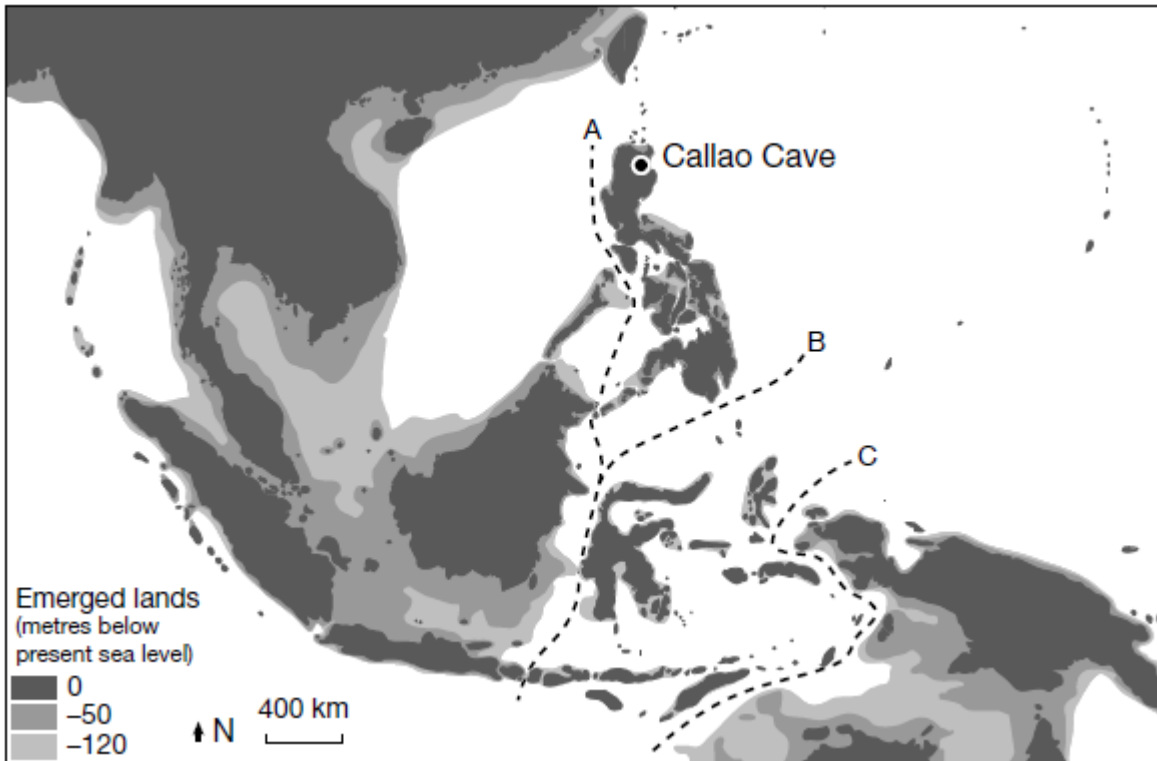 A
Callao Cave
B
C
Emerged lands
(metres below
present sea level)
0
–50
–120
N
400 km